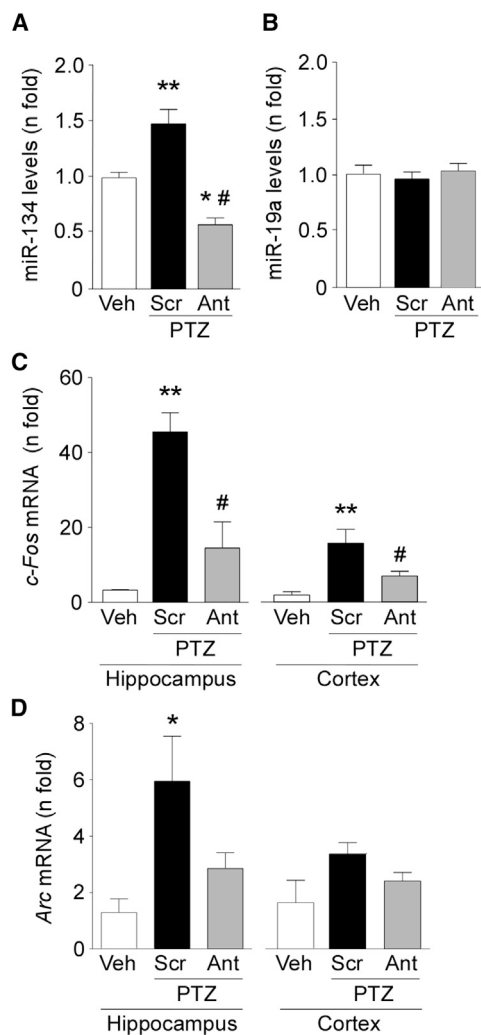 A
miR-134 levels (n fold)
2.0
1.5
1.0
0.5
0
**
* #
Veh Scr Ant
PTZ
B
miR-19a levels (n fold)
2.0
1.5
1.0
0.5
0
Veh Scr Ant
PTZ
C
c-Fos mRNA (n fold)
60
40
20
0
**
#
**
#
Veh Scr Ant Veh Scr Ant
PTZ PTZ
Hippocampus Cortex
D
Arc mRNA (n fold)
8
6
4
2
0
*
Veh Scr Ant Veh Scr Ant
PTZ PTZ
Hippocampus Cortex